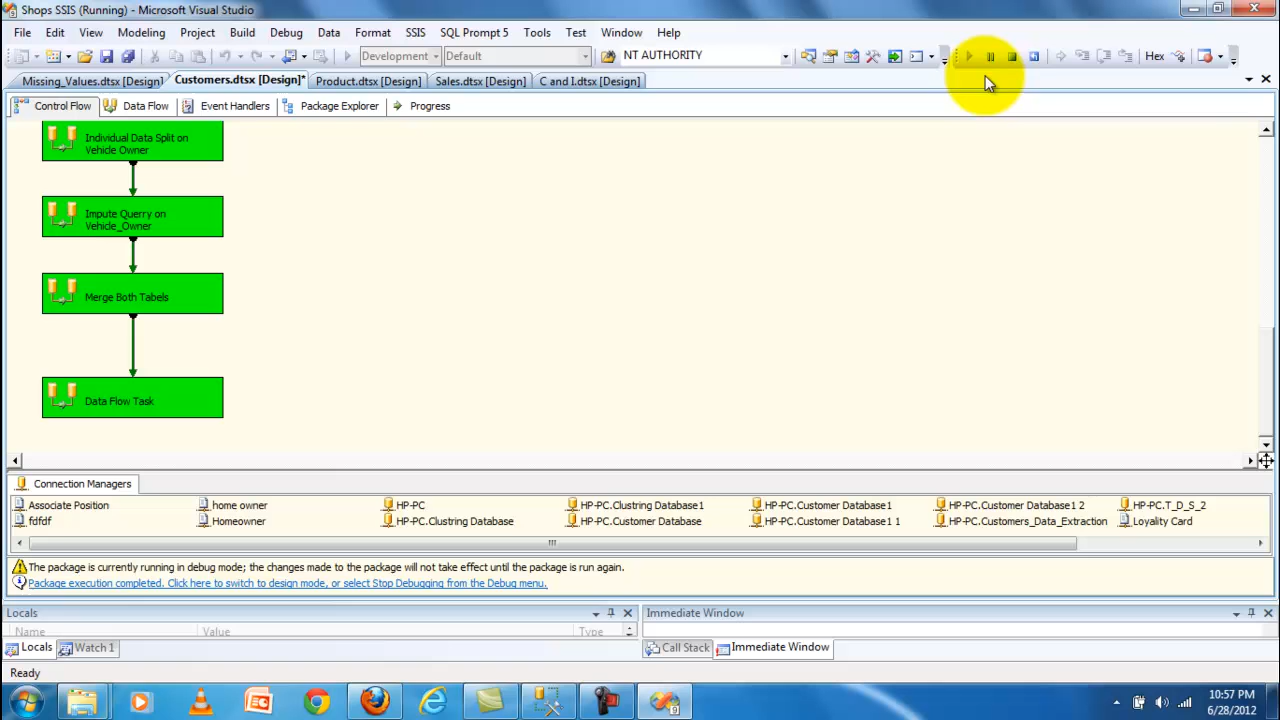 Shops SSIS (Running) - Microsoft Visual Studio
File Edit View Modeling Project Build Debug Data Format SSIS SQL Prompt 5 Tools Test Window Help
Development Default NT AUTHORITY Hex
Missing_Values.dtsx [Design] Customers.dtsx [Design]* Product.dtsx [Design] Sales.dtsx [Design] C and I.dtsx [Design]
Control Flow Data Flow Event Handlers Package Explorer Progress
Individual Data Split on
Vehicle Owner
Impute Querry on
Vehicle_Owner
Merge Both Tabels
Data Flow Task
Connection Managers
Associate Position home owner HP-PC HP-PC.Clustring Database1 HP-PC.Customer Database1 HP-PC.Customer Database1 2 HP-PC.T_D_S_2
fdfdf Homeowner HP-PC.Clustring Database HP-PC.Customer Database HP-PC.Customer Database1 1 HP-PC.Customers_Data_Extraction Loyality Card
The package is currently running in debug mode; the changes made to the package will not take effect until the package is run again.
Package execution completed. Click here to switch to design mode, or select Stop Debugging from the Debug menu.
Locals Immediate Window
Name Value Type
Locals Watch 1 Call Stack Immediate Window
Ready
10:57 PM
6/28/2012